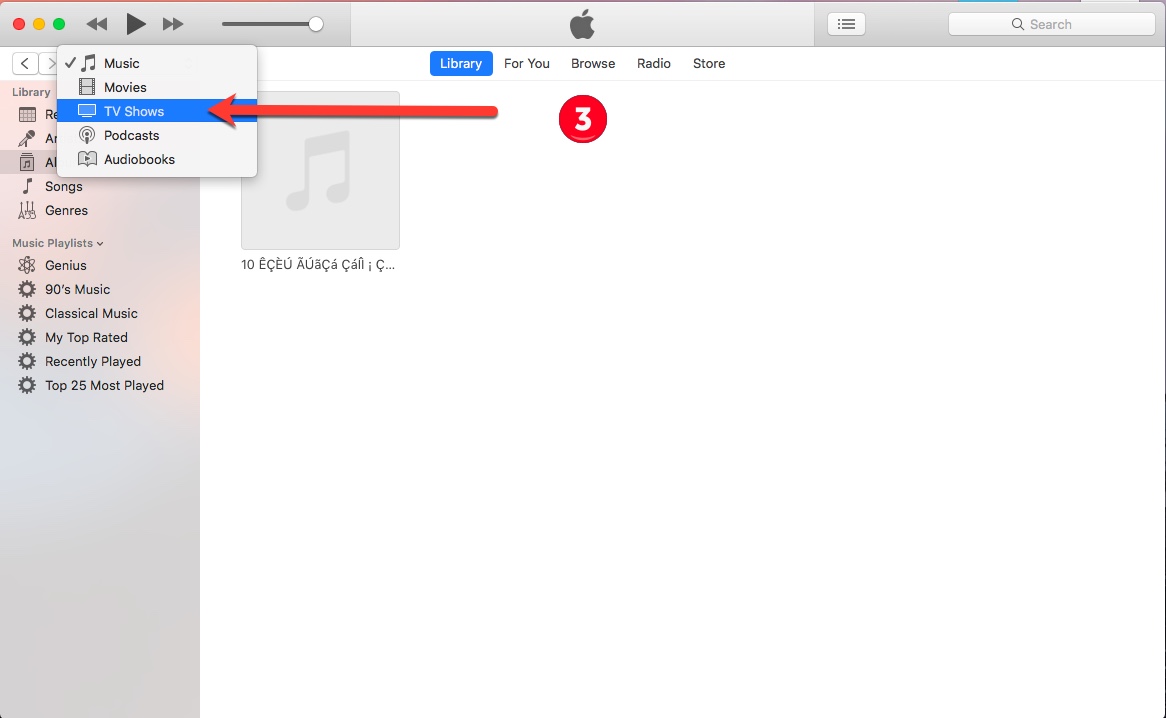 Search
Library For You Browse Radio Store
Music
Movies
TV Shows
Podcasts
Audiobooks
3
Library
Re
Ar
Al
Songs
Genres
Music Playlists
Genius
90’s Music
Classical Music
My Top Rated
Recently Played
Top 25 Most Played
10 ÊÇÈÚ ÃÚãÇá ÇáÎÌ ¡ Ç...